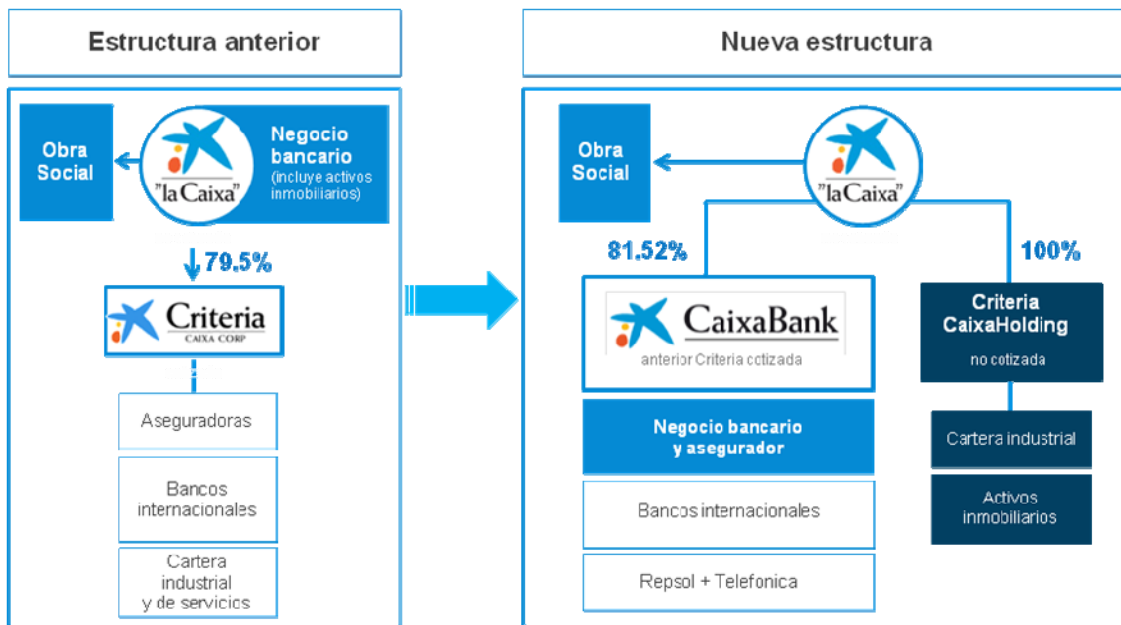 Estructura anterior
Obra
Social
"la Caixa"
Negocio
bancario
(incluye activos
inmobiliarios)
79.5%
Criteria
CAIXA CORP
Aseguradoras
Bancos
internacionales
Cartera
industrial
y de servicios
Nueva estructura
Obra
Social
"la Caixa"
81.52%
100%
CaixaBank
anterior Criteria cotizada
Negocio bancario
y asegurador
Bancos internacionales
Repsol + Telefonica
Criteria
CaixaHolding
no cotizada
Cartera industrial
Activos
inmobiliarios